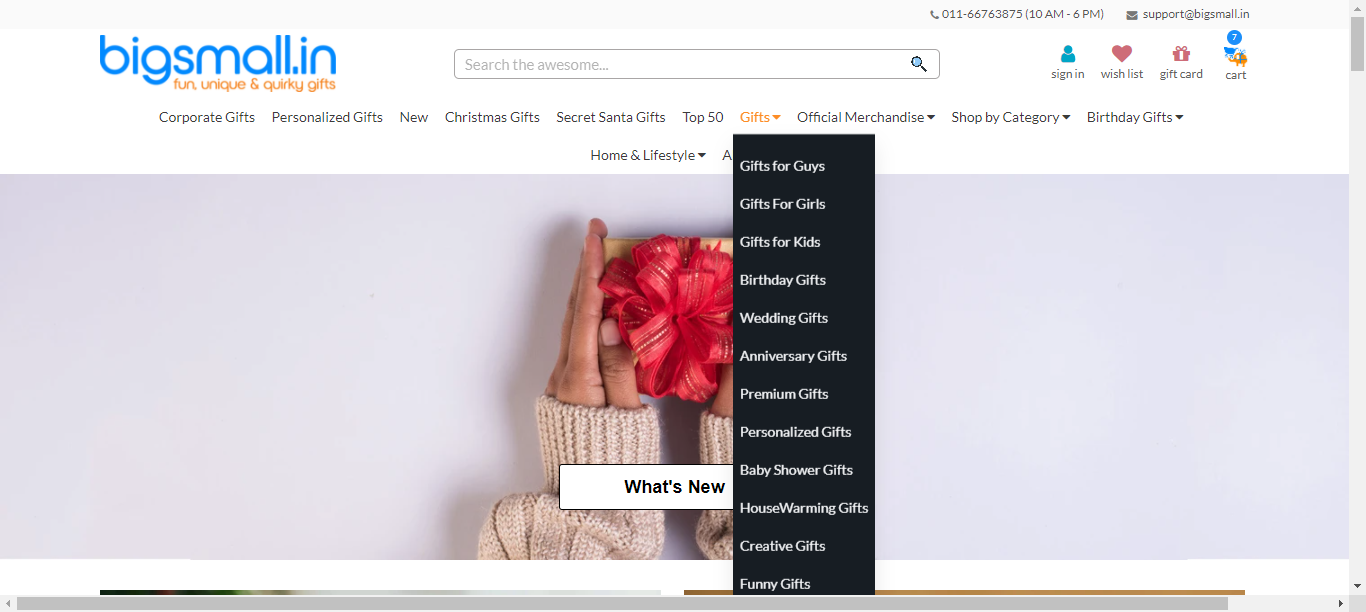 011-66763875 (10 AM - 6 PM) support@bigsmall.in
bigsmall.in
fun, unique & quirky gifts
Search the awesome...
7
sign in wish list gift card cart
Corporate Gifts Personalized Gifts New Christmas Gifts Secret Santa Gifts Top 50 Gifts Official Merchandise Shop by Category Birthday Gifts
Home & Lifestyle A
Gifts for Guys
Gifts For Girls
Gifts for Kids
Birthday Gifts
Wedding Gifts
Anniversary Gifts
Premium Gifts
Personalized Gifts
Baby Shower Gifts
What's New
HouseWarming Gifts
Creative Gifts
Funny Gifts